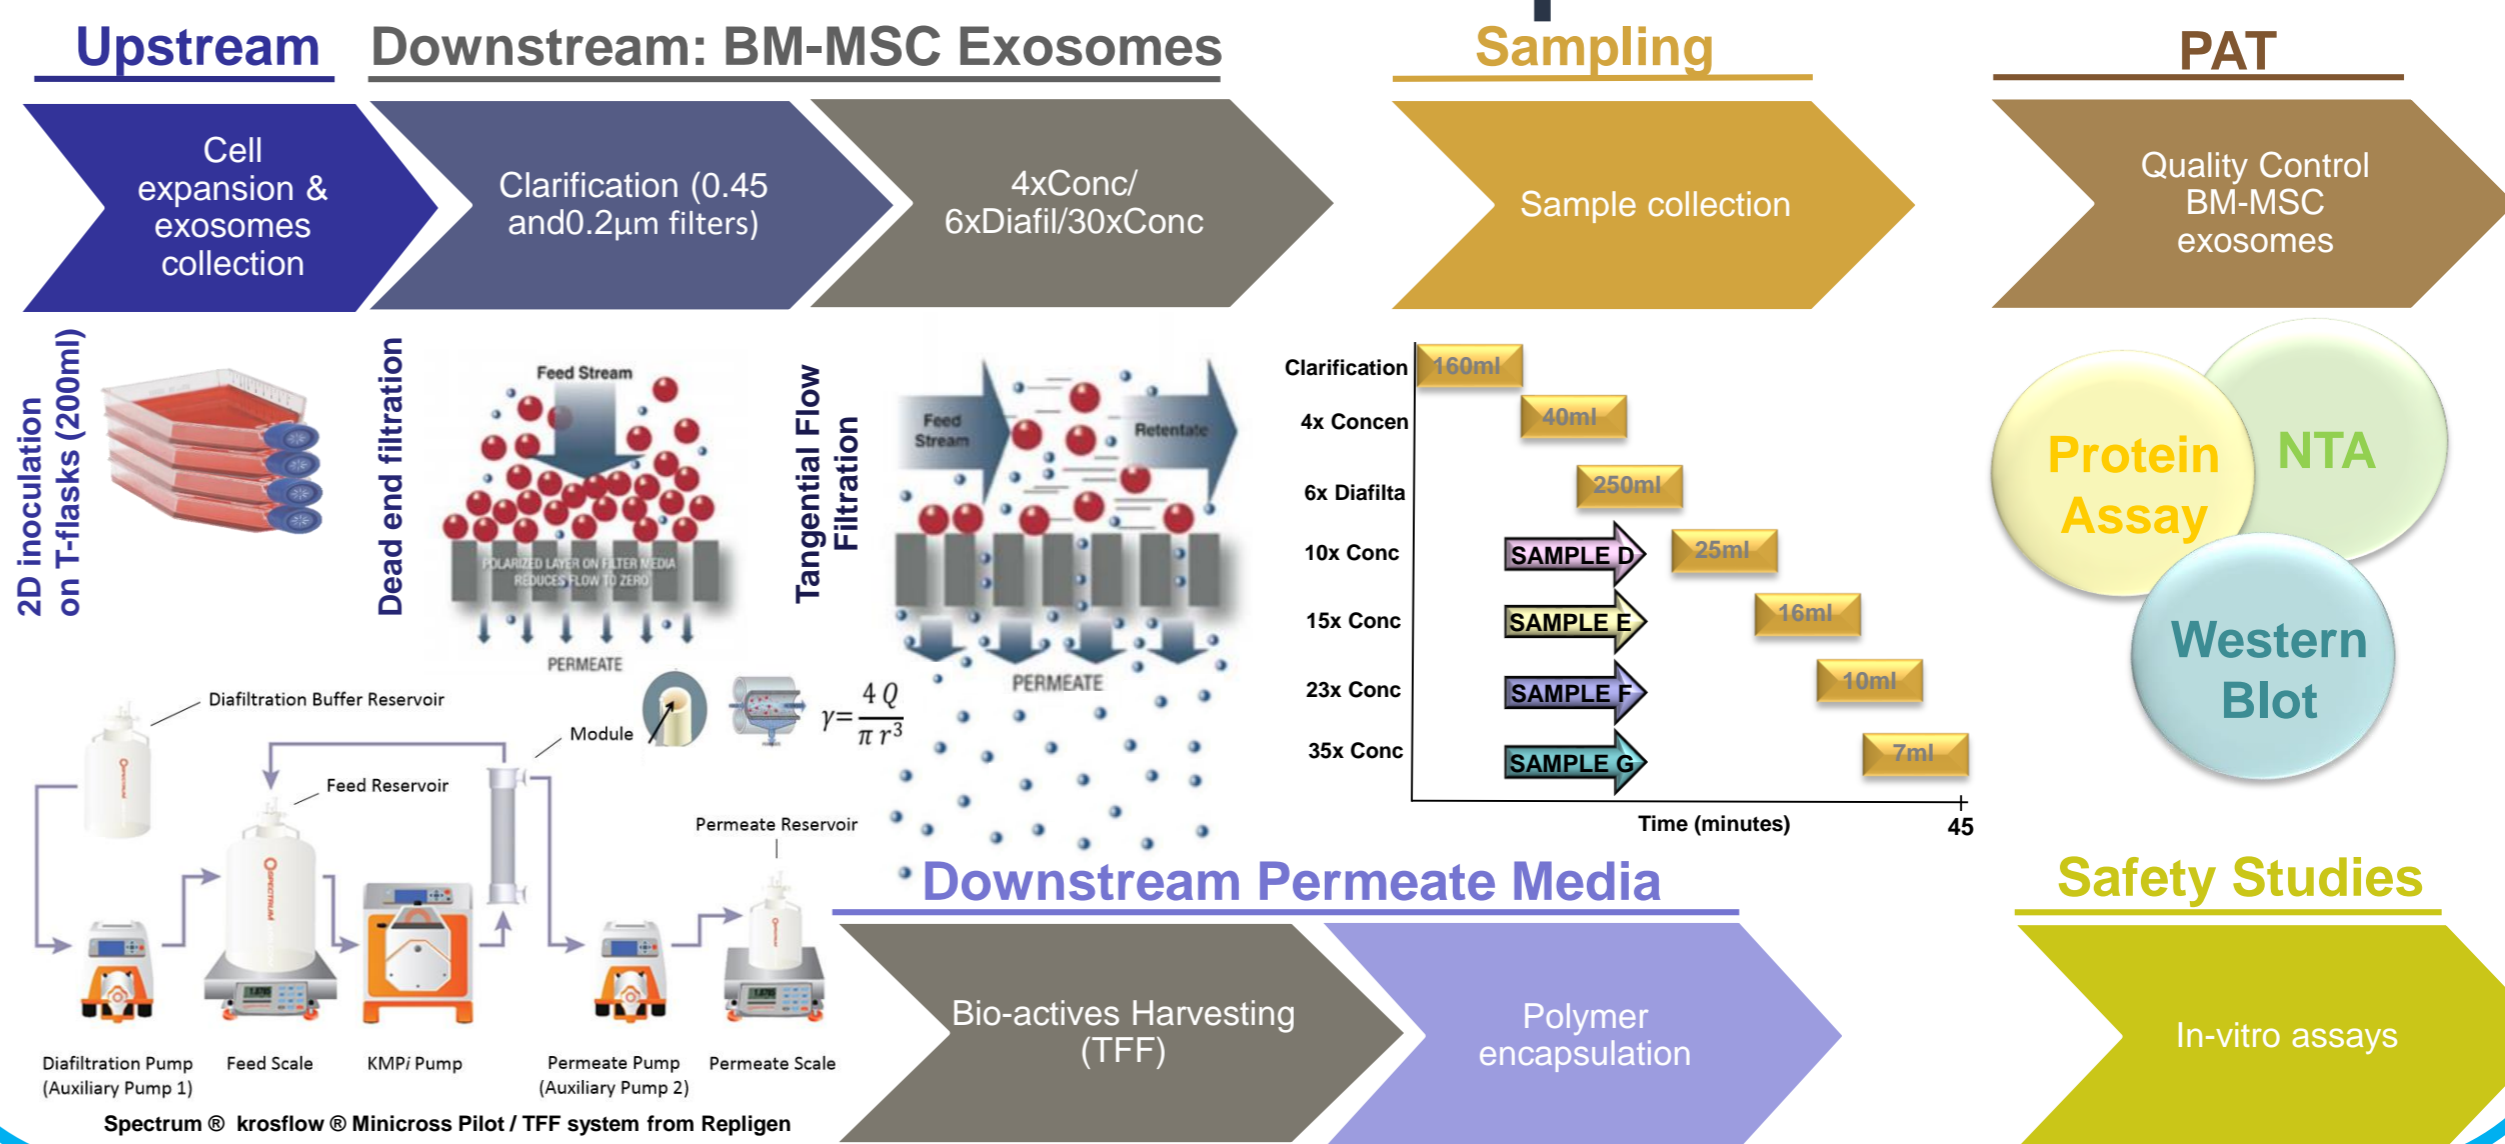 Upstream
Downstream: BM-MSC Exosomes
Sampling
PAT
Cell
expansion &
exosomes
collection
Clarification (0.45
and0.2µm filters)
4xConc/
6xDiafil/30xConc
Sample collection
Quality Control
BM-MSC
exosomes
2D inoculation
on T-flasks (200ml)
Dead end filtration
Feed Stream
POLARIZED LAYER ON FILTER MEDIA
REDUCES FLOW TO ZERO
PERMEATE
Tangential Flow
Filtration
Feed
Stream
Retentate
PERMEATE
Clarification
160ml
4x Concen
40ml
6x Diafilta
250ml
10x Conc
SAMPLE D
25ml
15x Conc
SAMPLE E
16ml
23x Conc
SAMPLE F
10ml
35x Conc
SAMPLE G
7ml
Time (minutes)
45
Protein
Assay
NTA
Western
Blot
Diafiltration Buffer Reservoir
Module
γ= 4 Q / π r³
Feed Reservoir
Permeate Reservoir
SPECTRUM
SPECTRUM
Diafiltration Pump
(Auxiliary Pump 1)
Feed Scale
KMPi Pump
Permeate Pump
(Auxiliary Pump 2)
Permeate Scale
Spectrum ® krosflow ® Minicross Pilot / TFF system from Repligen
Downstream Permeate Media
Bio-actives Harvesting
(TFF)
Polymer
encapsulation
Safety Studies
In-vitro assays